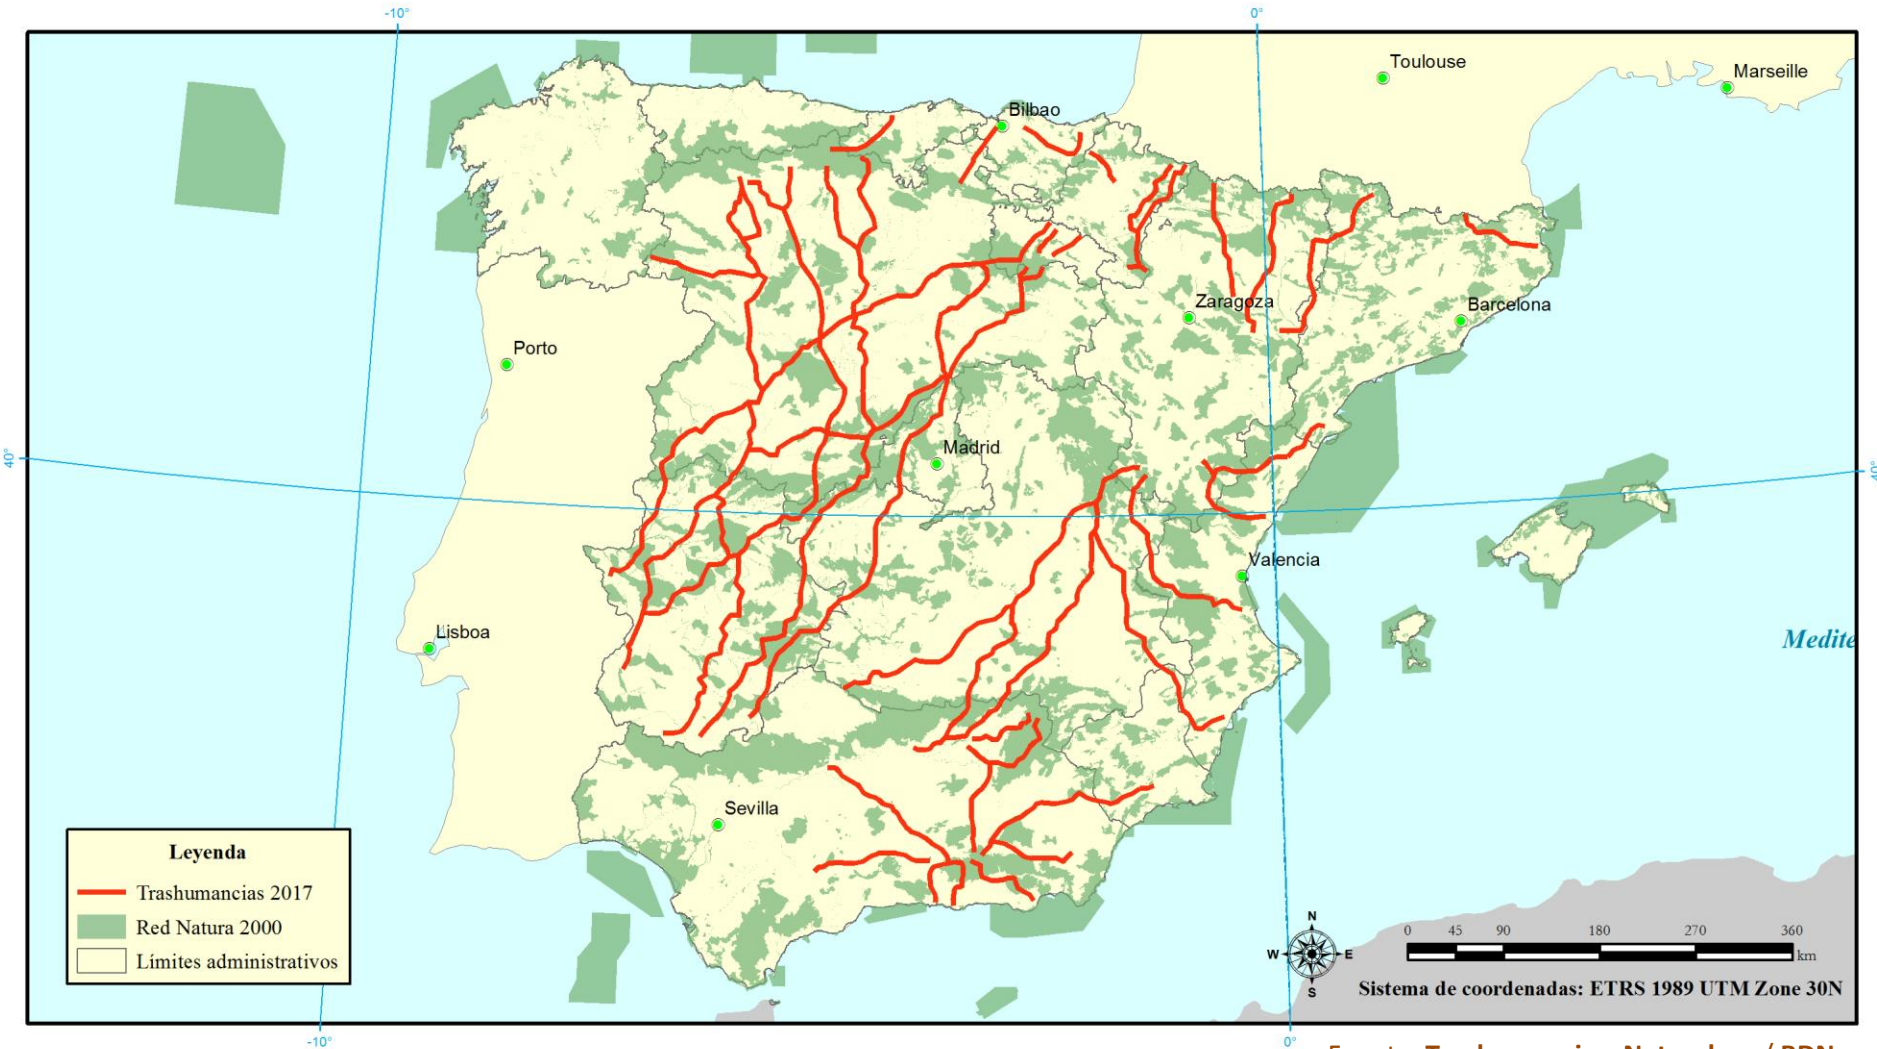 -10°
0°
Toulouse
Marseille
Bilbao
Zaragoza
Barcelona
Porto
40°
Madrid
Valencia
Lisboa
Medite
Sevilla
Leyenda
Trashumancias 2017
Red Natura 2000
Límites administrativos
N
W
E
S
0 45 90 180 270 360
km
Sistema de coordenadas: ETRS 1989 UTM Zone 30N
-10°
0°